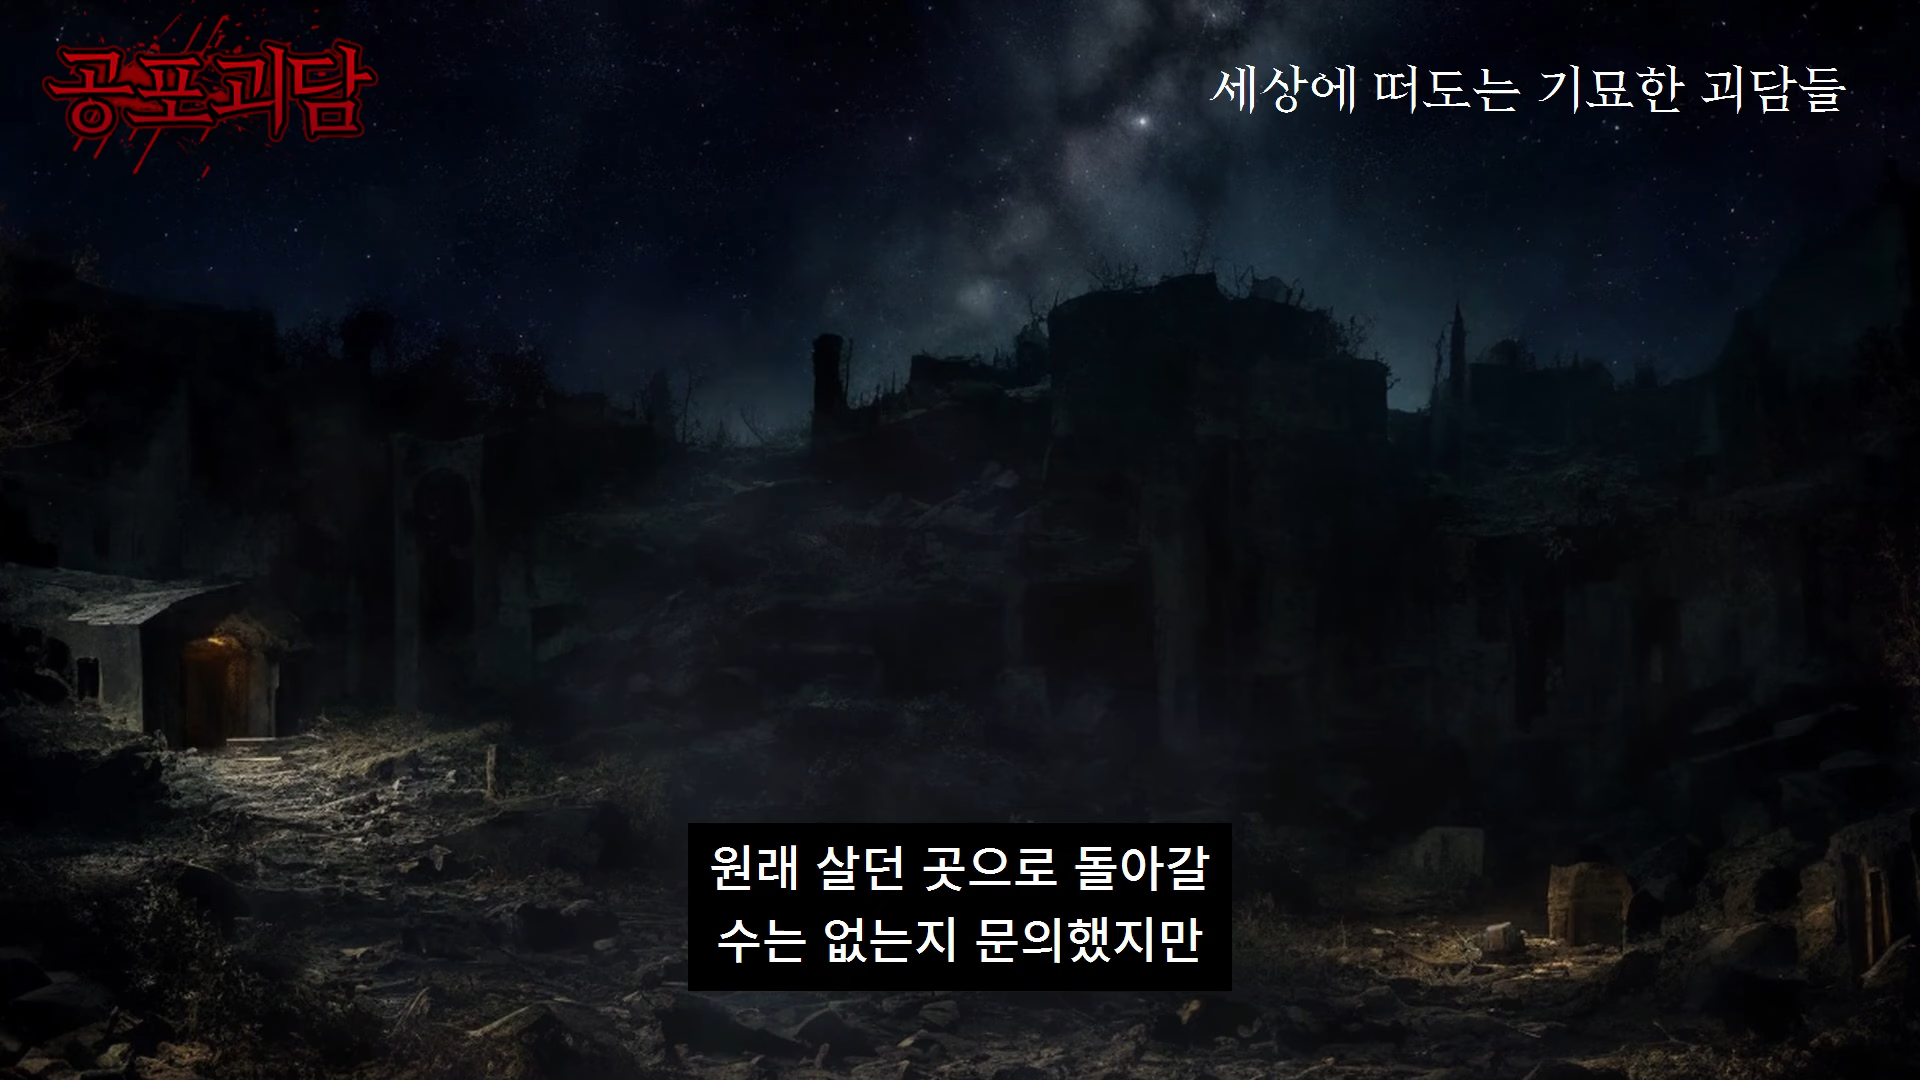 공포괴담
세상에 떠도는 기묘한 괴담들
원래 살던 곳으로 돌아갈
수는 없는지 문의했지만